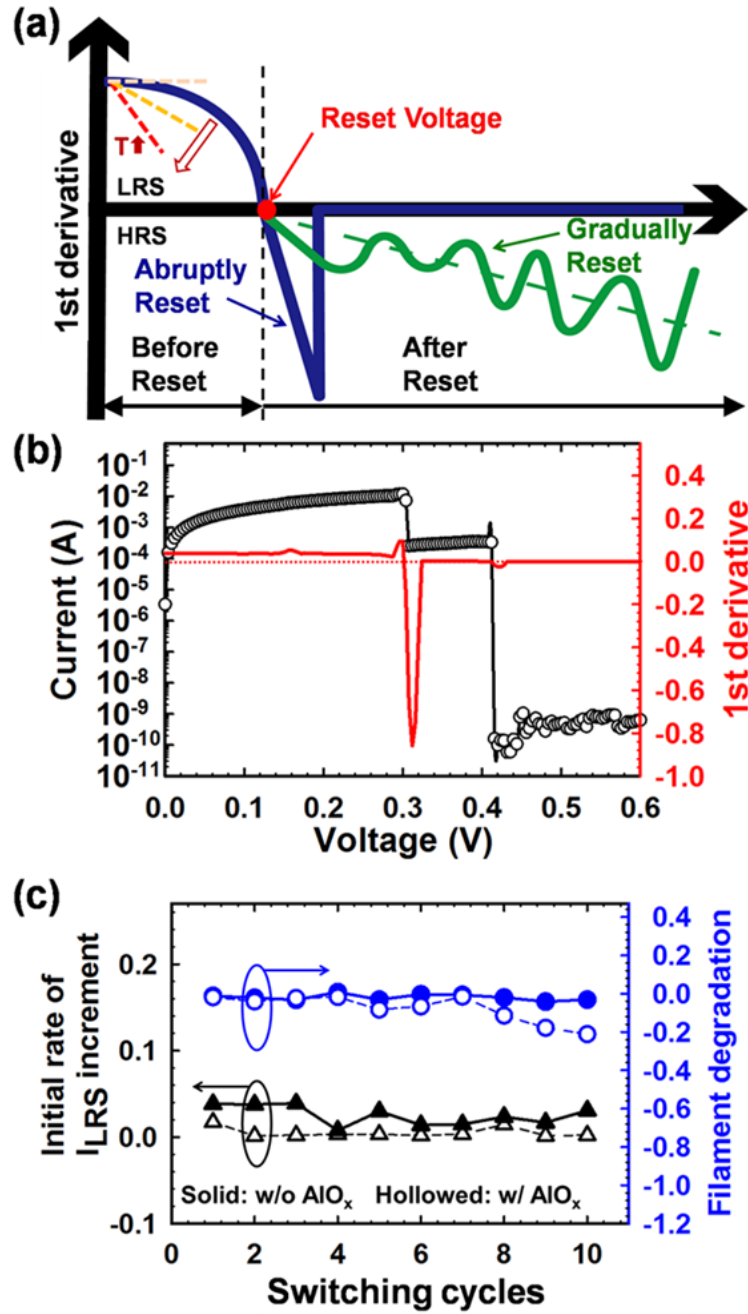 (a)
1st derivative
T⬆
LRS
HRS
Reset Voltage
Abruptly
Reset
Gradually
Reset
Before
Reset
After
Reset
(b)
Current (A)
10⁻¹
10⁻²
10⁻³
10⁻⁴
10⁻⁵
10⁻⁶
10⁻⁷
10⁻⁸
10⁻⁹
10⁻¹⁰
10⁻¹¹
0.0 0.1 0.2 0.3 0.4 0.5 0.6
Voltage (V)
0.4
0.2
0.0
-0.2
-0.4
-0.6
-0.8
-1.0
1st derivative
(c)
Initial rate of
I_LRS increment
0.2
0.1
0.0
-0.1
Solid: w/o AlOₓ Hollowed: w/ AlOₓ
0 2 4 6 8 10
Switching cycles
0.4
0.2
0.0
-0.2
-0.4
-0.6
-0.8
-1.0
-1.2
Filament degradation